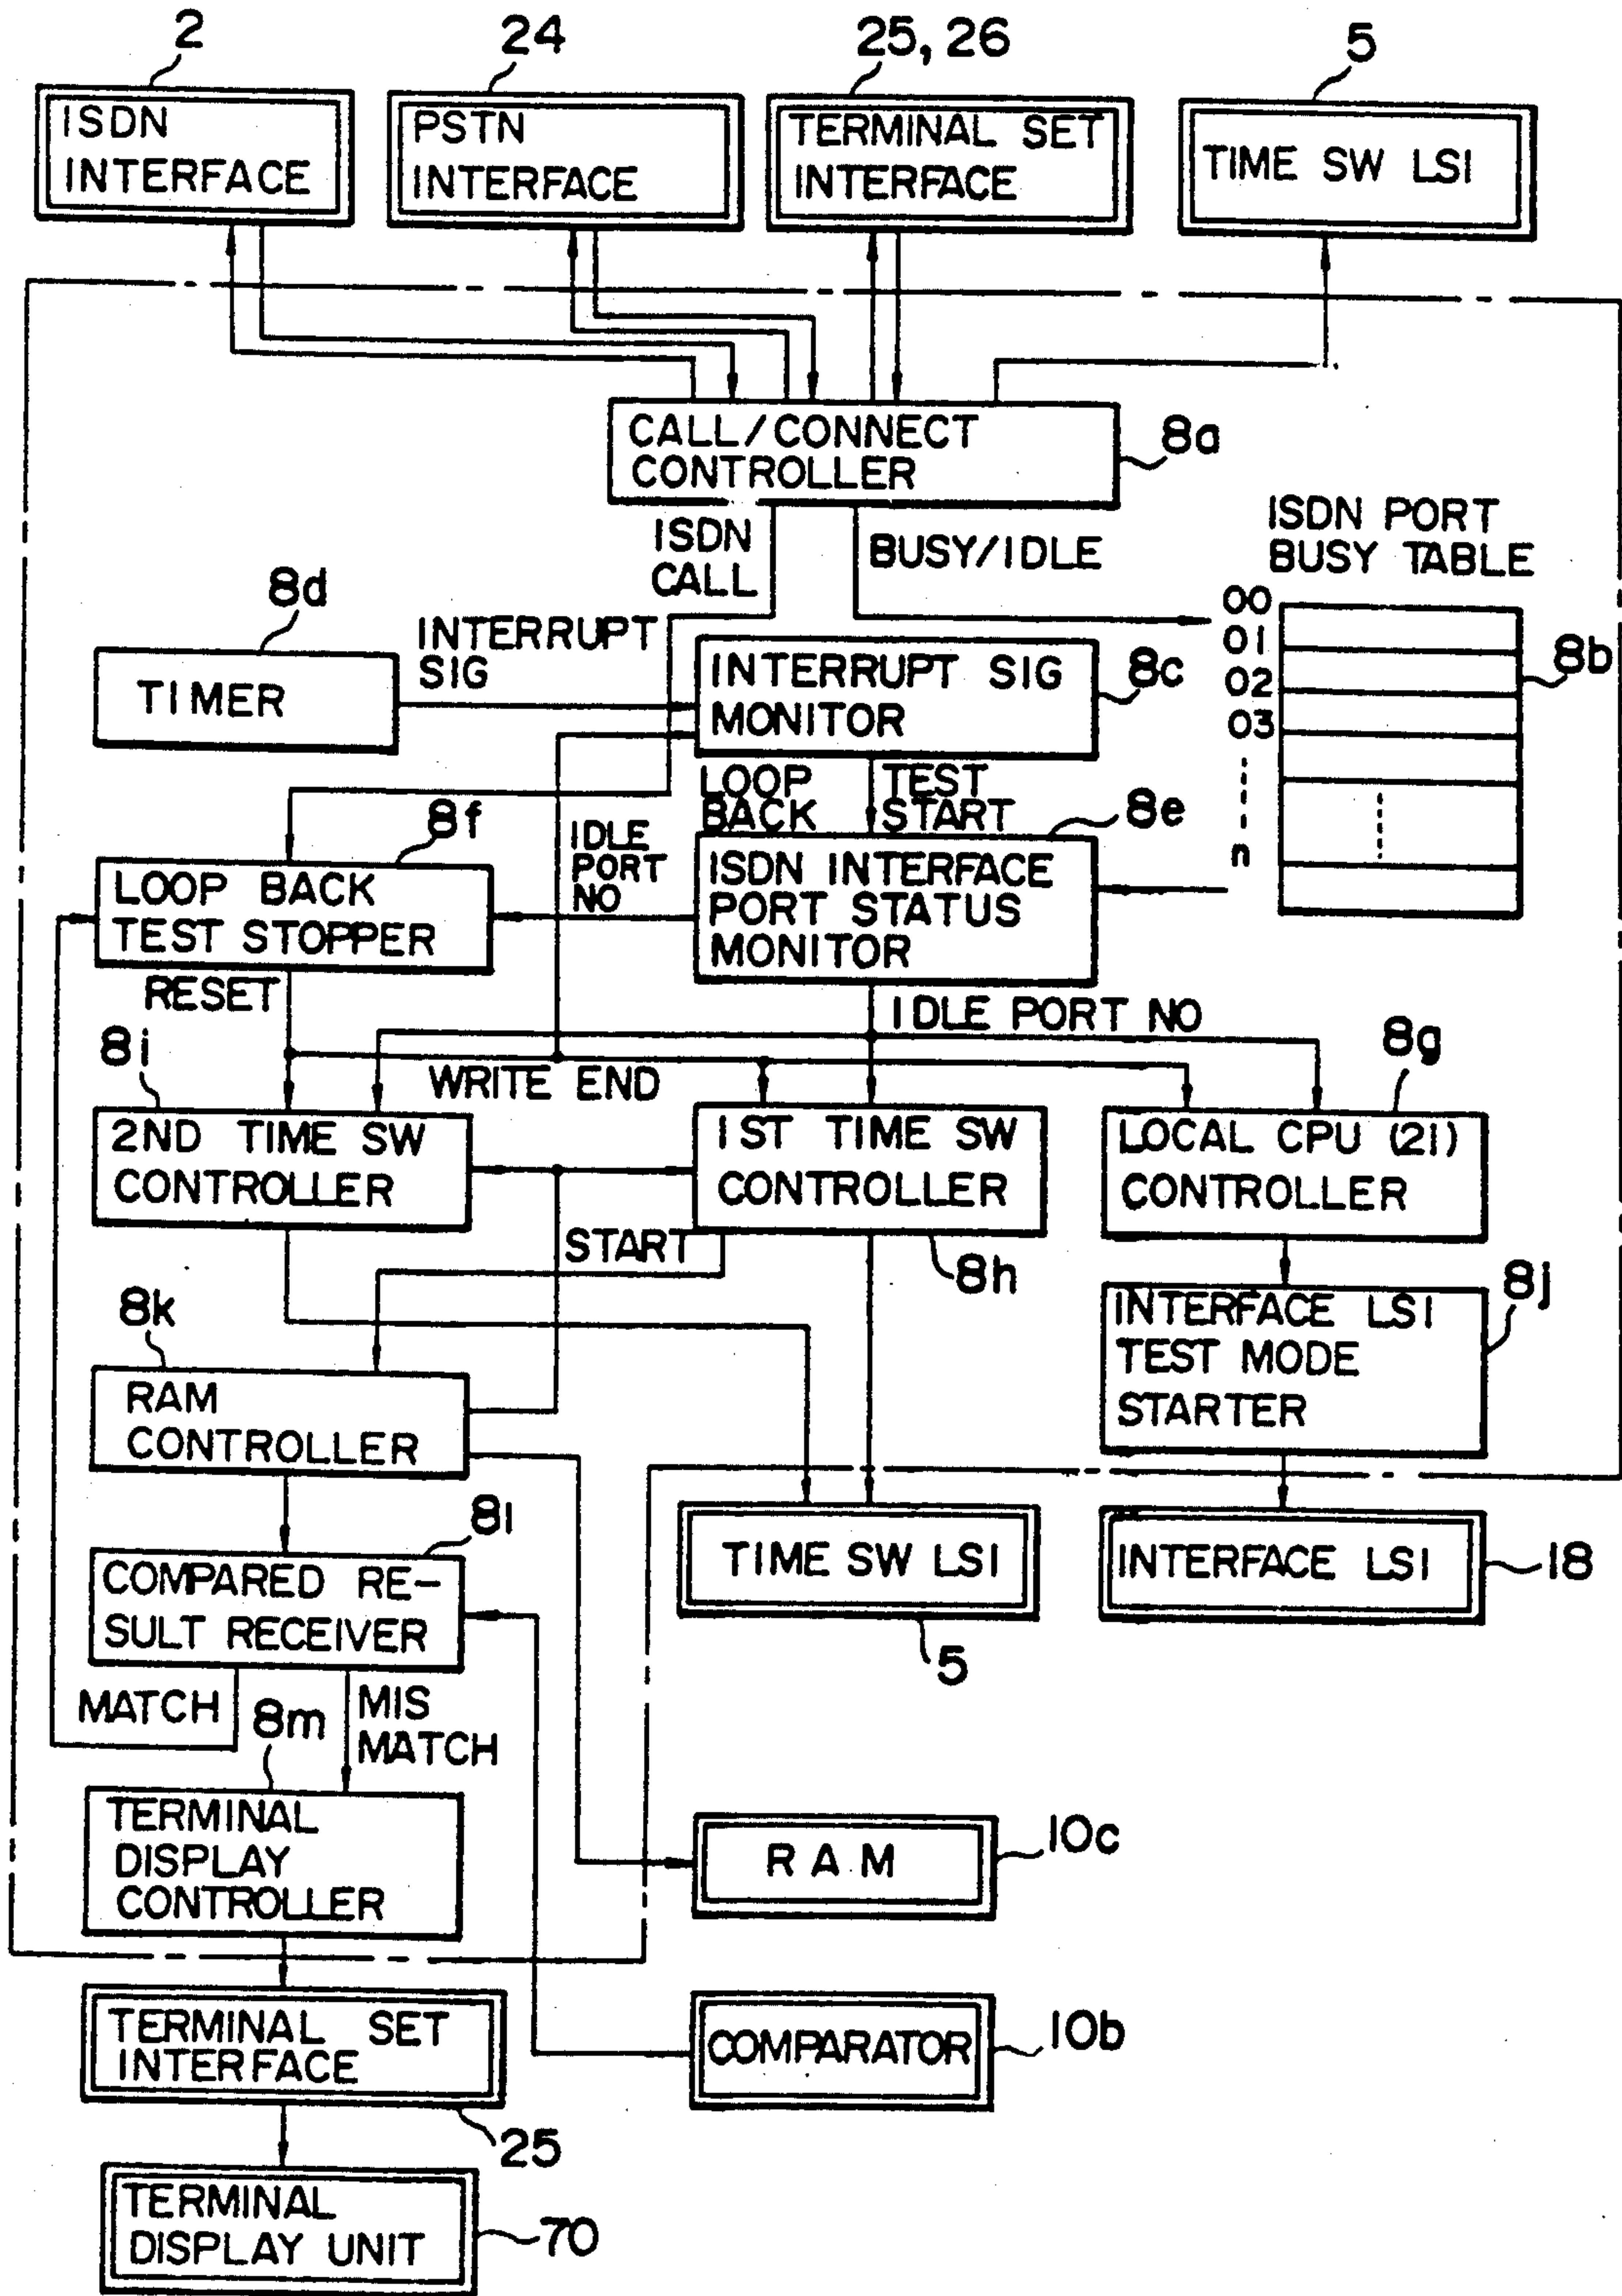 2
24
25, 26
5
ISDN
INTERFACE
PSTN
INTERFACE
TERMINAL SET
INTERFACE
TIME SW LSI
CALL/CONNECT
CONTROLLER
8a
ISDN
CALL
BUSY/IDLE
ISDN PORT
BUSY TABLE
00
01
02
03
n
8b
8d
TIMER
INTERRUPT
SIG
INTERRUPT SIG
MONITOR
8c
LOOP
BACK
TEST
START
8e
8f
IDLE
PORT
NO
LOOP BACK
TEST STOPPER
ISDN INTERFACE
PORT STATUS
MONITOR
RESET
IDLE PORT NO
8i
WRITE END
8g
2ND TIME SW
CONTROLLER
1ST TIME SW
CONTROLLER
LOCAL CPU (21)
CONTROLLER
START
8h
8k
INTERFACE LSI
TEST MODE
STARTER
8j
RAM
CONTROLLER
8l
COMPARED RE-
SULT RECEIVER
TIME SW LSI
5
INTERFACE LSI
18
MATCH
8m
MIS
MATCH
TERMINAL
DISPLAY
CONTROLLER
RAM
10c
TERMINAL SET
INTERFACE
25
COMPARATOR
10b
TERMINAL
DISPLAY UNIT
70